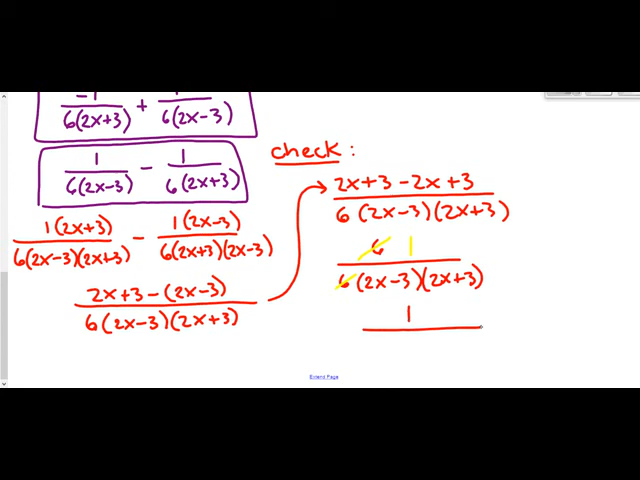 -1/6(2x+3) + 1/6(2x-3)
1/6(2x-3) - 1/6(2x+3)
check :
1(2x+3)/6(2x-3)(2x+3) - 1(2x-3)/6(2x+3)(2x-3)
2x+3-(2x-3)/6(2x-3)(2x+3)
2x+3-2x+3/6(2x-3)(2x+3)
6 1/6(2x-3)(2x+3)
1
Extend Page